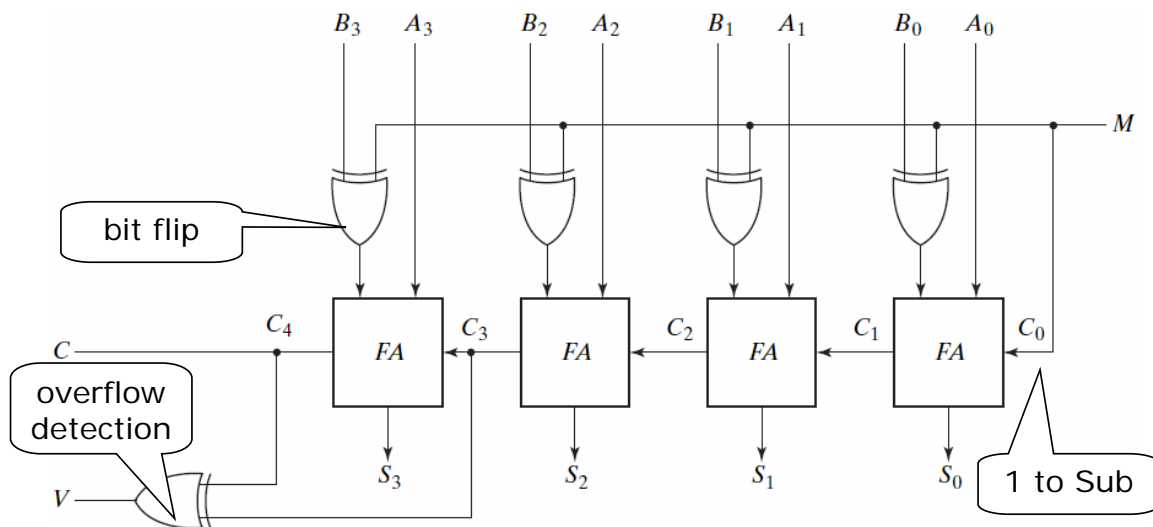 B₃ A₃ B₂ A₂ B₁ A₁ B₀ A₀
M
bit flip
C₄ C₃ C₂ C₁ C₀
C FA FA FA FA
overflow
detection
S₃ S₂ S₁ S₀
1 to Sub
V